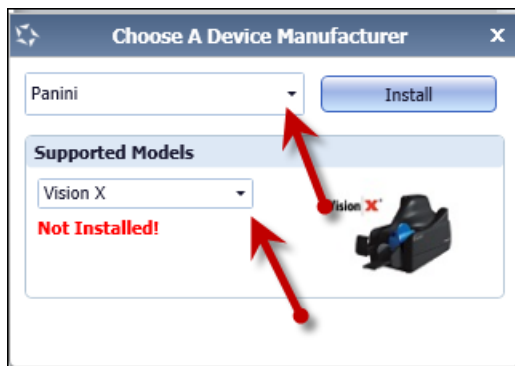 Choose A Device Manufacturer X
Panini
Install
Supported Models
Vision X
Not Installed!
Vision X